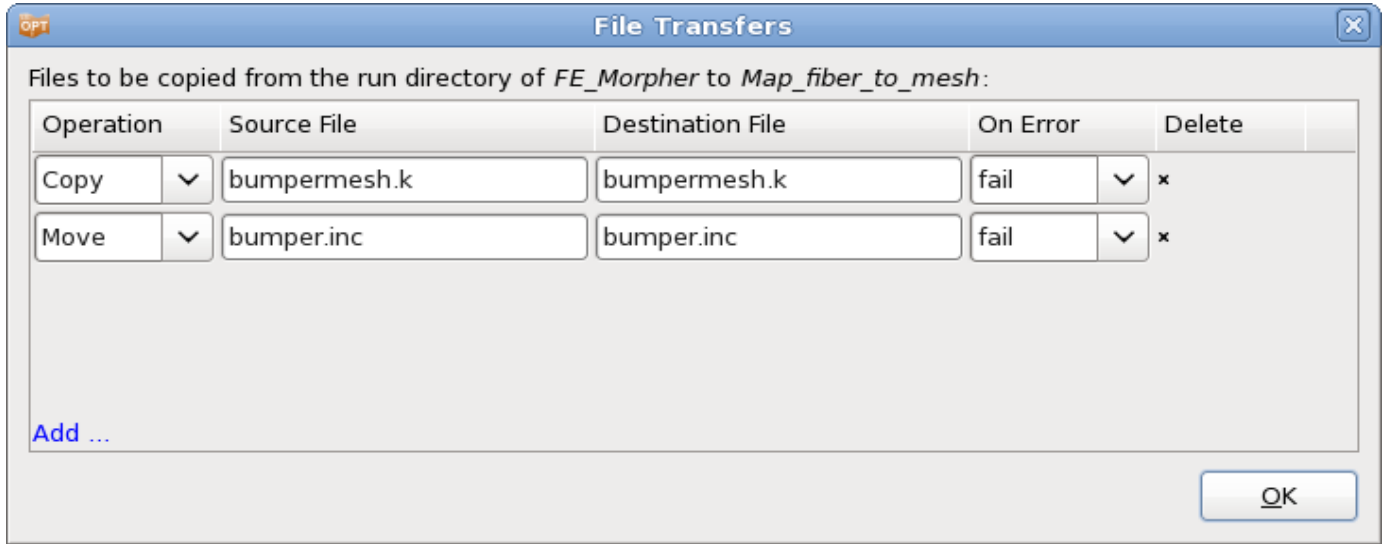 OPT File Transfers
Files to be copied from the run directory of FE_Morpher to Map_fiber_to_mesh:
Operation Source File Destination File On Error Delete
Copy bumpermesh.k bumpermesh.k fail
Move bumper.inc bumper.inc fail
Add ...
OK